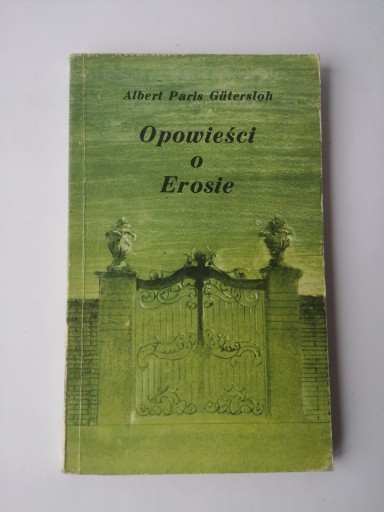 Albert Paris Gütersloh
Opowieści
o
Erosie